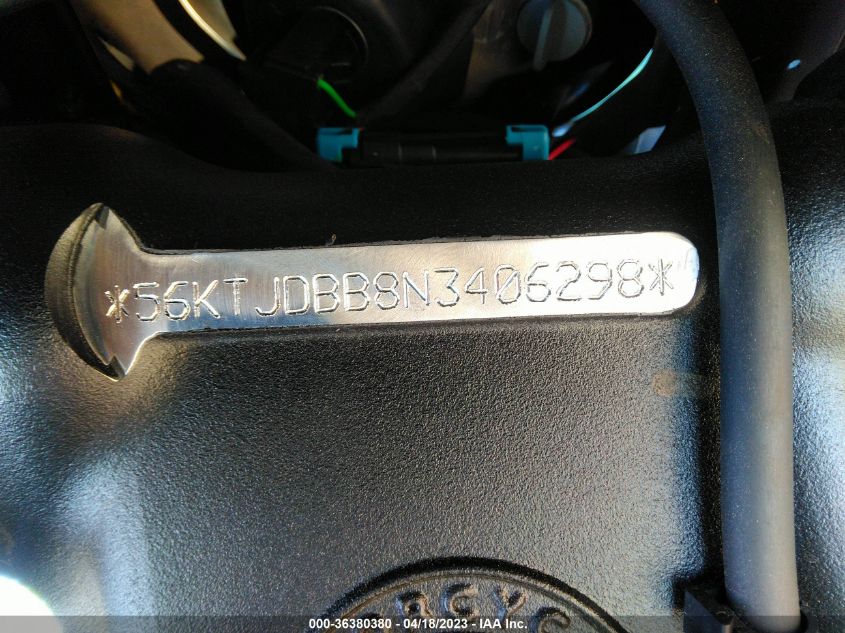 *56KTJDBB8N3406298*
000-36380380 - 04/18/2023 - IAA Inc.